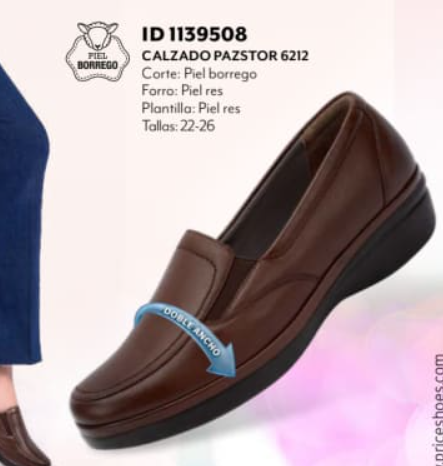 PIEL
BORREGO
ID 1139508
CALZADO PAZSTOR 6212
Corte: Piel borrego
Forro: Piel res
Plantilla: Piel res
Tallas: 22-26
DOBLE ANCHO
priceshoes.com